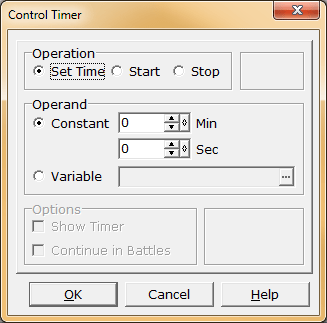 Control Timer
Operation
Set Time Start Stop
Operand
Constant 0 Min
0 Sec
Variable ...
Options
Show Timer
Continue in Battles
OK Cancel Help